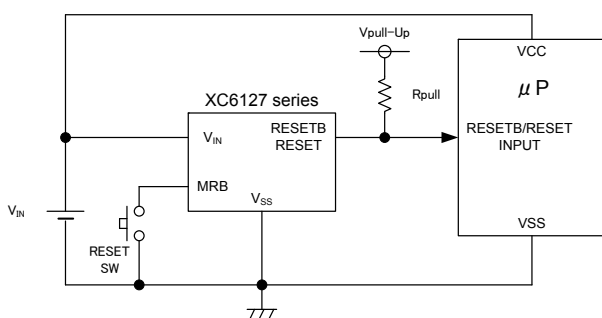 Vpull-Up
VCC
μP
Rpull
XC6127 series
RESETB
RESET
VIN
RESETB/RESET
INPUT
MRB
VSS
VIN
RESET
SW
VSS